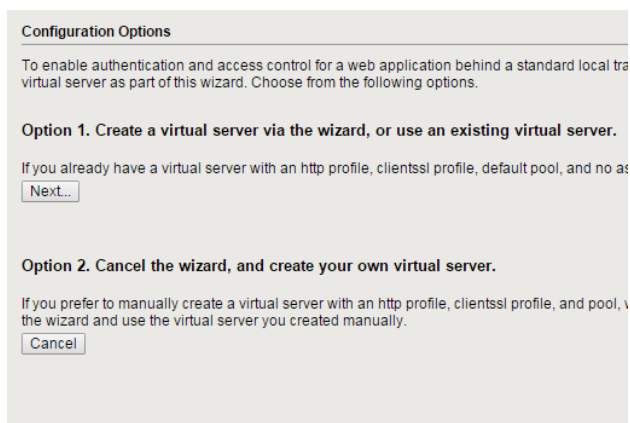 Configuration Options
To enable authentication and access control for a web application behind a standard local
virtual server as part of this wizard. Choose from the following options.
Option 1. Create a virtual server via the wizard, or use an existing virtual server.
If you already have a virtual server with an http profile, clientssl profile, default pool, and no
Next...
Option 2. Cancel the wizard, and create your own virtual server.
If you prefer to manually create a virtual server with an http profile, clientssl profile, and pool,
the wizard and use the virtual server you created manually.
Cancel